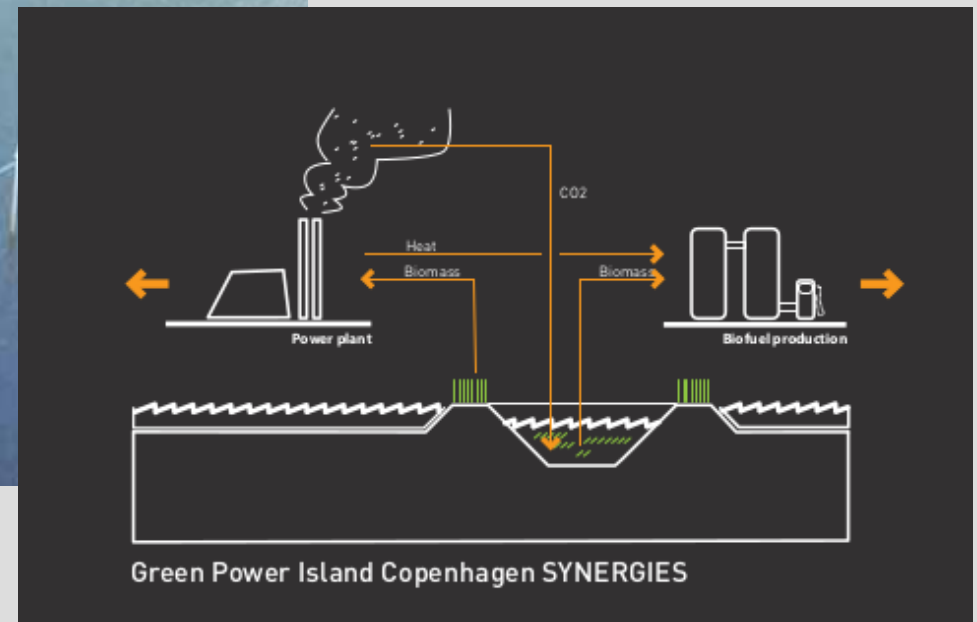 CO2
Heat
Biomass
Biomass
Power plant
Biofuel production
Green Power Island Copenhagen SYNERGIES